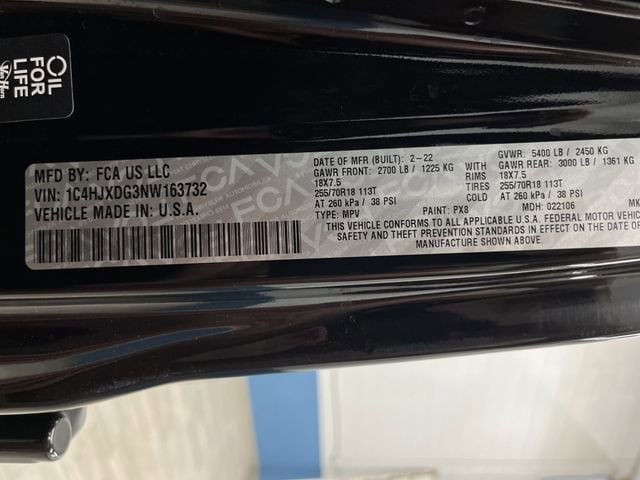 OIL
FOR
LIFE
Van Horn
MFD BY: FCA US LLC
VIN: 1C4HJXDG3NW163732
VEHICLE MADE IN: U.S.A.
DATE OF MFR (BUILT): 2-22
GVWR: 5400 LB / 2450 KG
GAWR FRONT: 2700 LB / 1225 KG
GAWR REAR: 3000 LB / 1361 KG
18X7.5
RIMS 18X7.5
255/70R18 113T
TIRES 255/70R18 113T
AT 260 kPa / 38 PSI
COLD AT 260 kPa / 38 PSI
TYPE: MPV
PAINT: PX8
MDH: 022106
MK
THIS VEHICLE CONFORMS TO ALL APPLICABLE U.S.A. FEDERAL MOTOR VEHIC
SAFETY AND THEFT PREVENTION STANDARDS IN EFFECT ON THE DATE OF
MANUFACTURE SHOWN ABOVE.